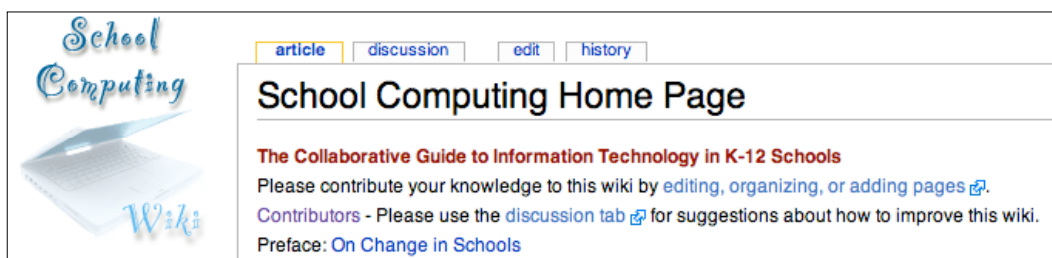 School
Computing
Wiki
article discussion edit history
School Computing Home Page
The Collaborative Guide to Information Technology in K-12 Schools
Please contribute your knowledge to this wiki by editing, organizing, or adding pages.
Contributors - Please use the discussion tab for suggestions about how to improve this wiki.
Preface: On Change in Schools